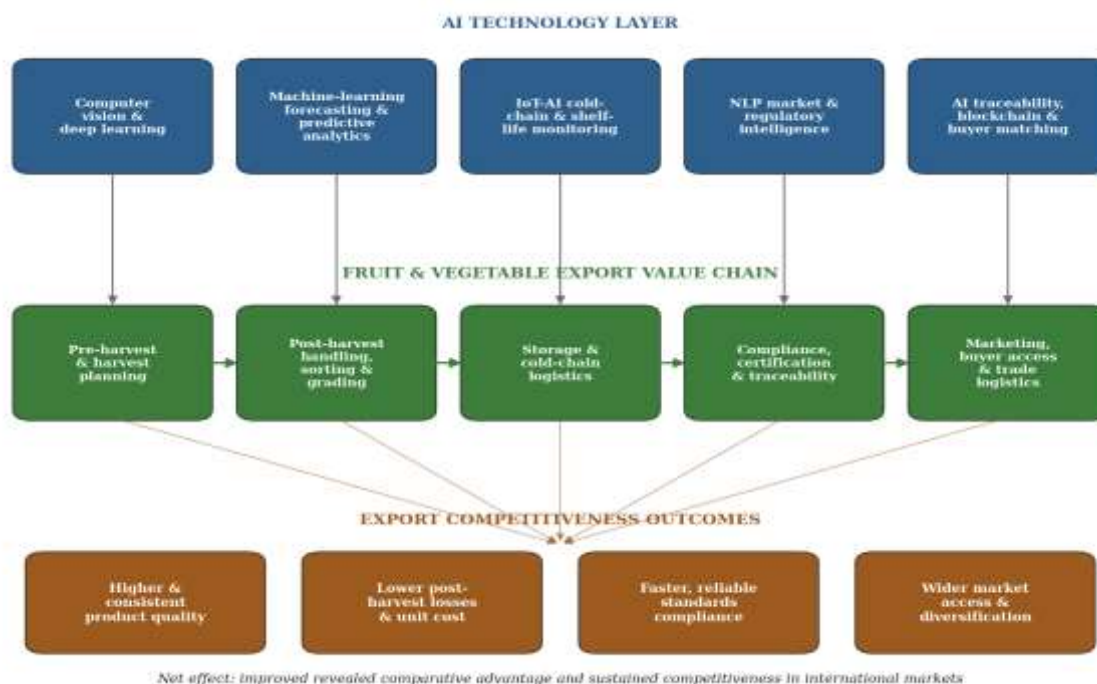 AI TECHNOLOGY LAYER
Computer
vision &
deep learning
Machine-learning
forecasting &
predictive
analytics
IoT-AI cold-
chain & shelf-
life monitoring
NLP market &
regulatory
intelligence
AI traceability,
blockchain &
buyer matching
FRUIT & VEGETABLE EXPORT VALUE CHAIN
Pre-harvest
& harvest
planning
Post-harvest
handling,
sorting &
grading
Storage &
cold-chain
logistics
Compliance,
certification
& traceability
Marketing,
buyer access
& trade
logistics
EXPORT COMPETITIVENESS OUTCOMES
Higher &
consistent
product quality
Lower post-
harvest losses
& unit cost
Faster, reliable
standards
compliance
Wider market
access &
diversification
Net effect: improved revealed comparative advantage and sustained competitiveness in international markets